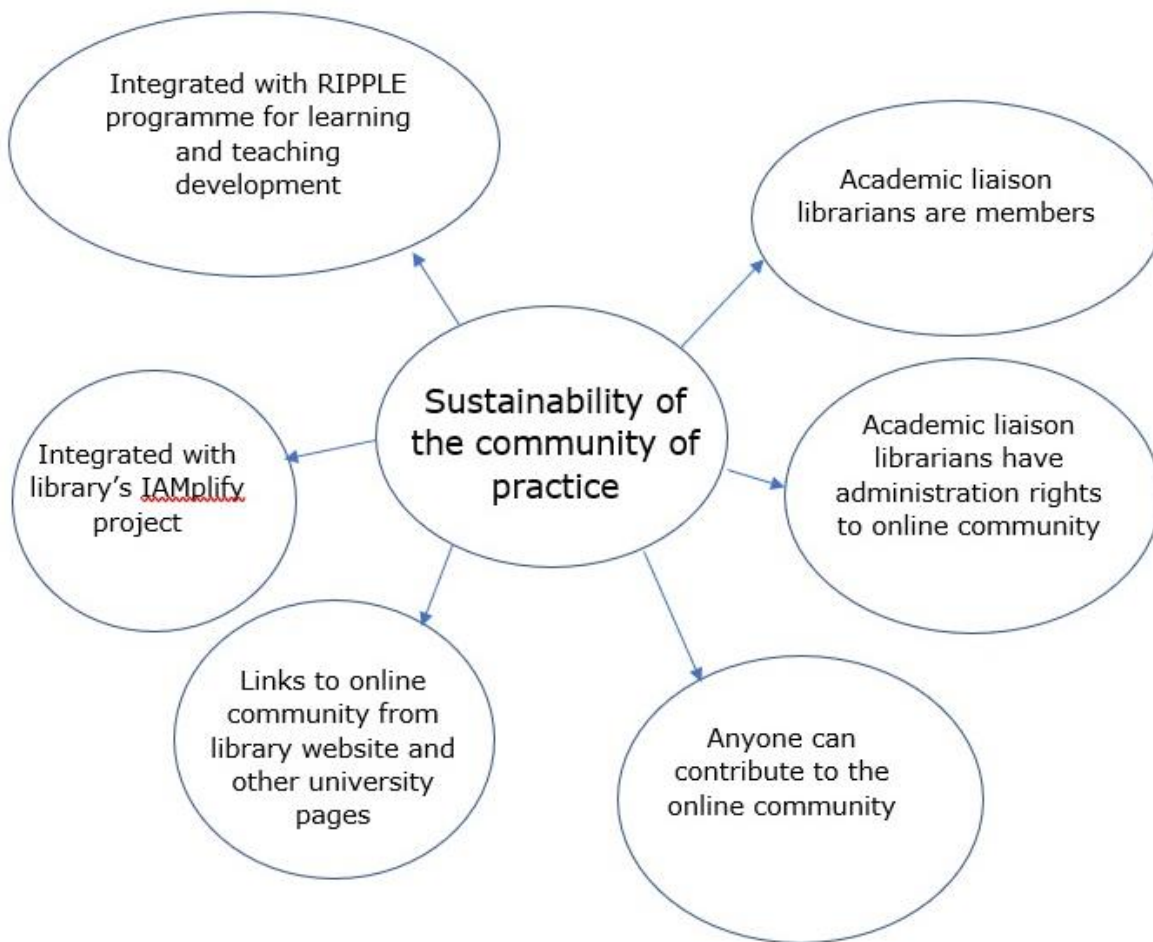 Integrated with RIPPLE
programme for learning
and teaching
development
Academic liaison
librarians are members
Sustainability of
the community of
practice
Academic liaison
librarians have
administration rights
to online community
Integrated with
library's IAMplify
project
Links to online
community from
library website and
other university
pages
Anyone can
contribute to the
online community